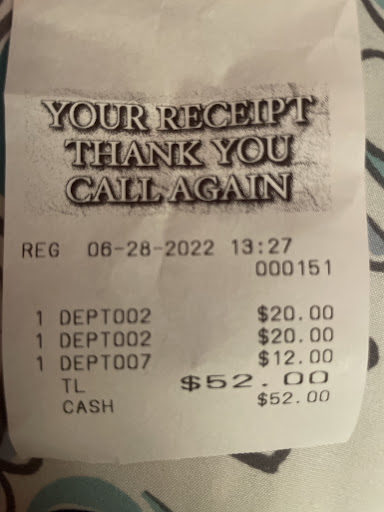 YOUR RECEIPT
THANK YOU
CALL AGAIN
REG 06-28-2022 13:27
000151
1 DEPT002 $20.00
1 DEPT002 $20.00
1 DEPT007 $12.00
TL $52.00
CASH $52.00